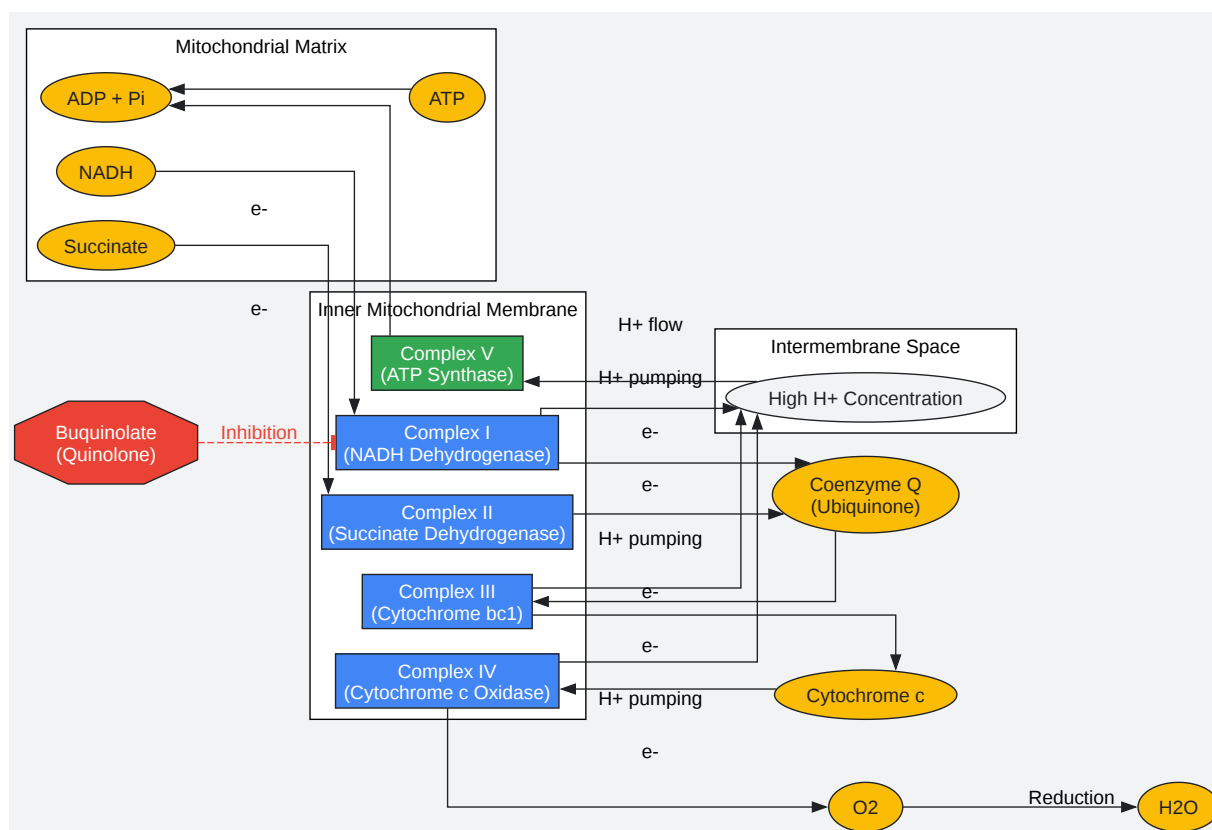 Mitochondrial Matrix
ADP + Pi
ATP
NADH
e-
Succinate
e-
Inner Mitochondrial Membrane
H+ flow
Complex V
(ATP Synthase)
Intermembrane Space
H+ pumping
High H+ Concentration
Buquinolate
(Quinolone)
Inhibition
Complex I
(NADH Dehydrogenase)
e-
Coenzyme Q
(Ubiquinone)
e-
Complex II
(Succinate Dehydrogenase)
H+ pumping
Complex III
(Cytochrome bc1)
e-
e-
Complex IV
(Cytochrome c Oxidase)
H+ pumping
Cytochrome c
e-
O2
Reduction
H2O